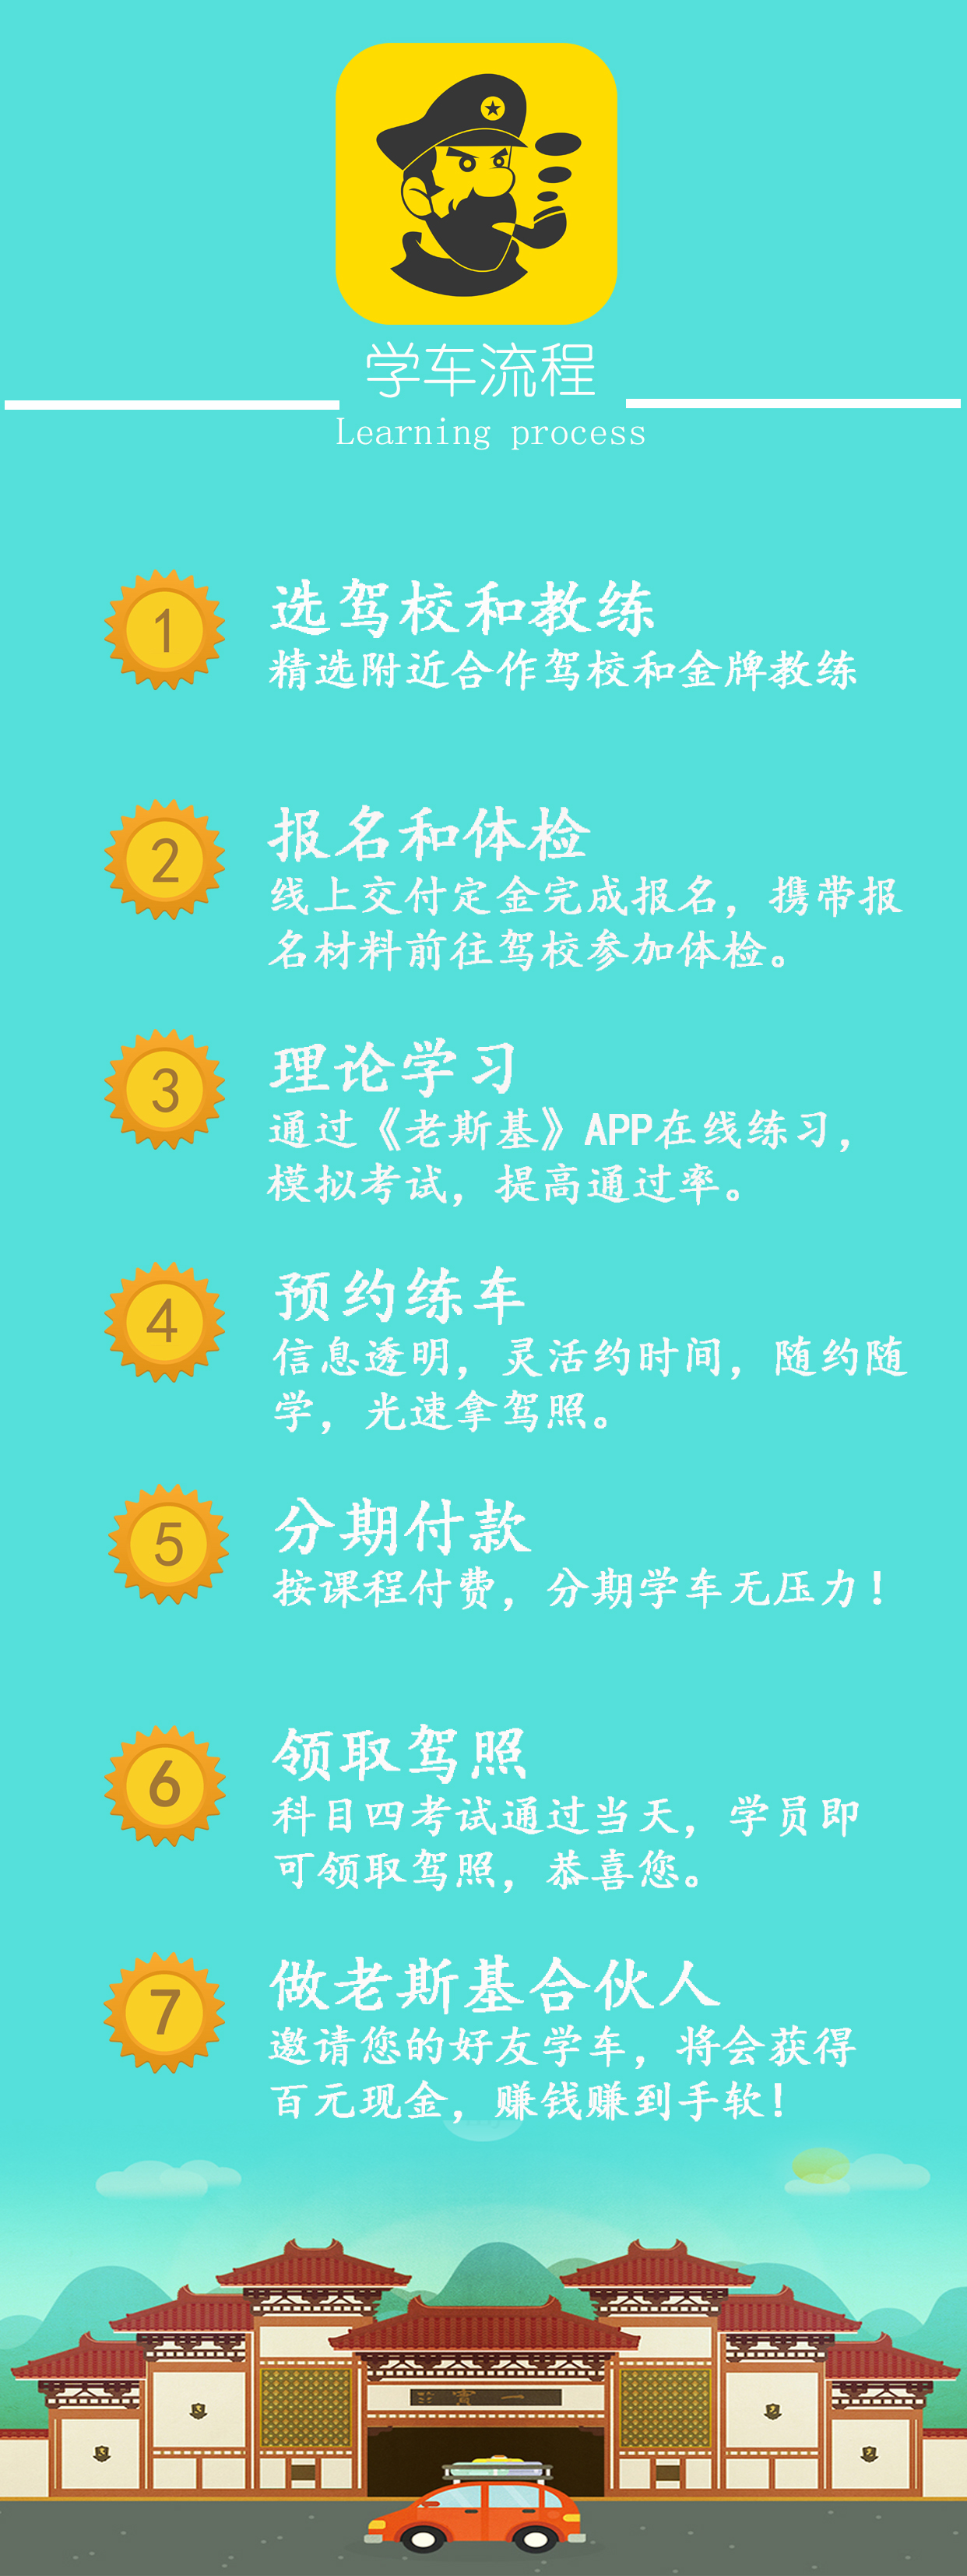 学车流程
Learning process
1
选驾校和教练
精选附近合作驾校和金牌教练
2
报名和体检
线上交付定金完成报名，携带报
名材料前往驾校参加体检。
3
理论学习
通过《老斯基》APP在线练习，
模拟考试，提高通过率。
4
预约练车
信息透明，灵活约时间，随约随
学，光速拿驾照。
5
分期付款
按课程付费，分期学车无压力！
6
领取驾照
科目四考试通过当天，学员即
可领取驾照，恭喜您。
7
做老斯基合伙人
邀请您的好友学车，将会获得
百元现金，赚钱赚到手软！